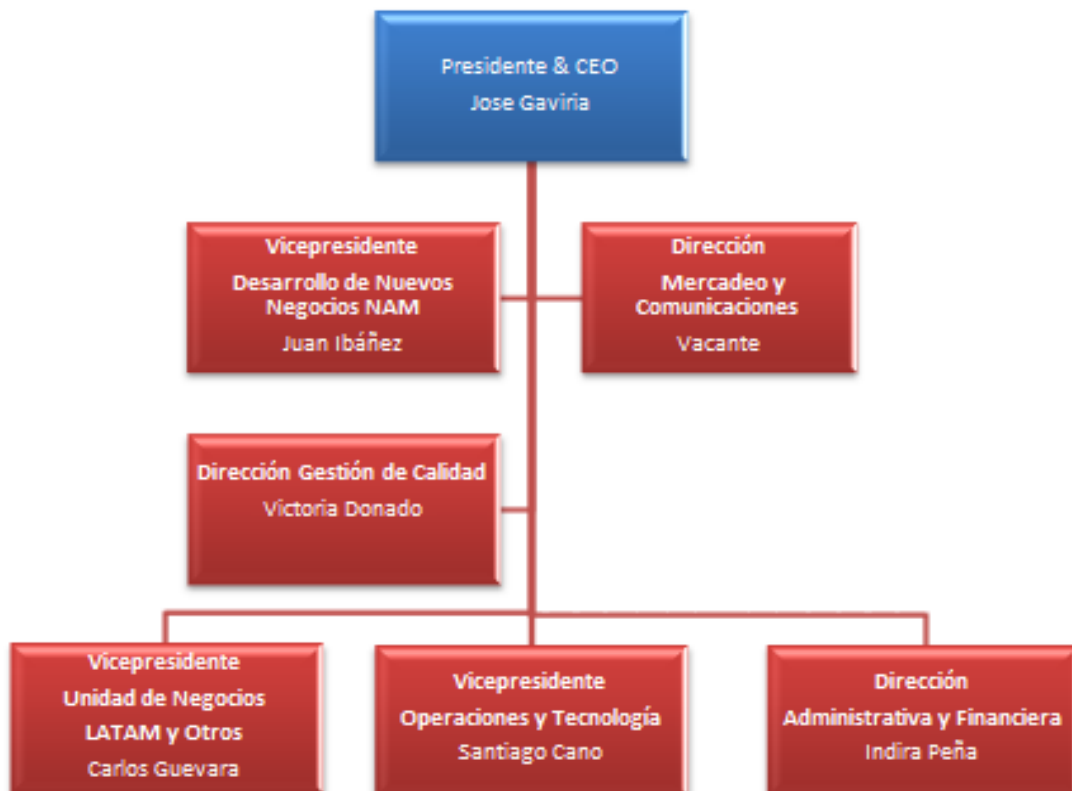 Presidente & CEO
Jose Gaviria
Vicepresidente
Desarrollo de Nuevos
Negocios NAM
Juan Ibáñez
Dirección
Mercadeo y
Comunicaciones
Vacante
Dirección Gestión de Calidad
Victoria Donado
Vicepresidente
Unidad de Negocios
LATAM y Otros
Carlos Guevara
Vicepresidente
Operaciones y Tecnología
Santiago Cano
Dirección
Administrativa y Financiera
Indira Peña